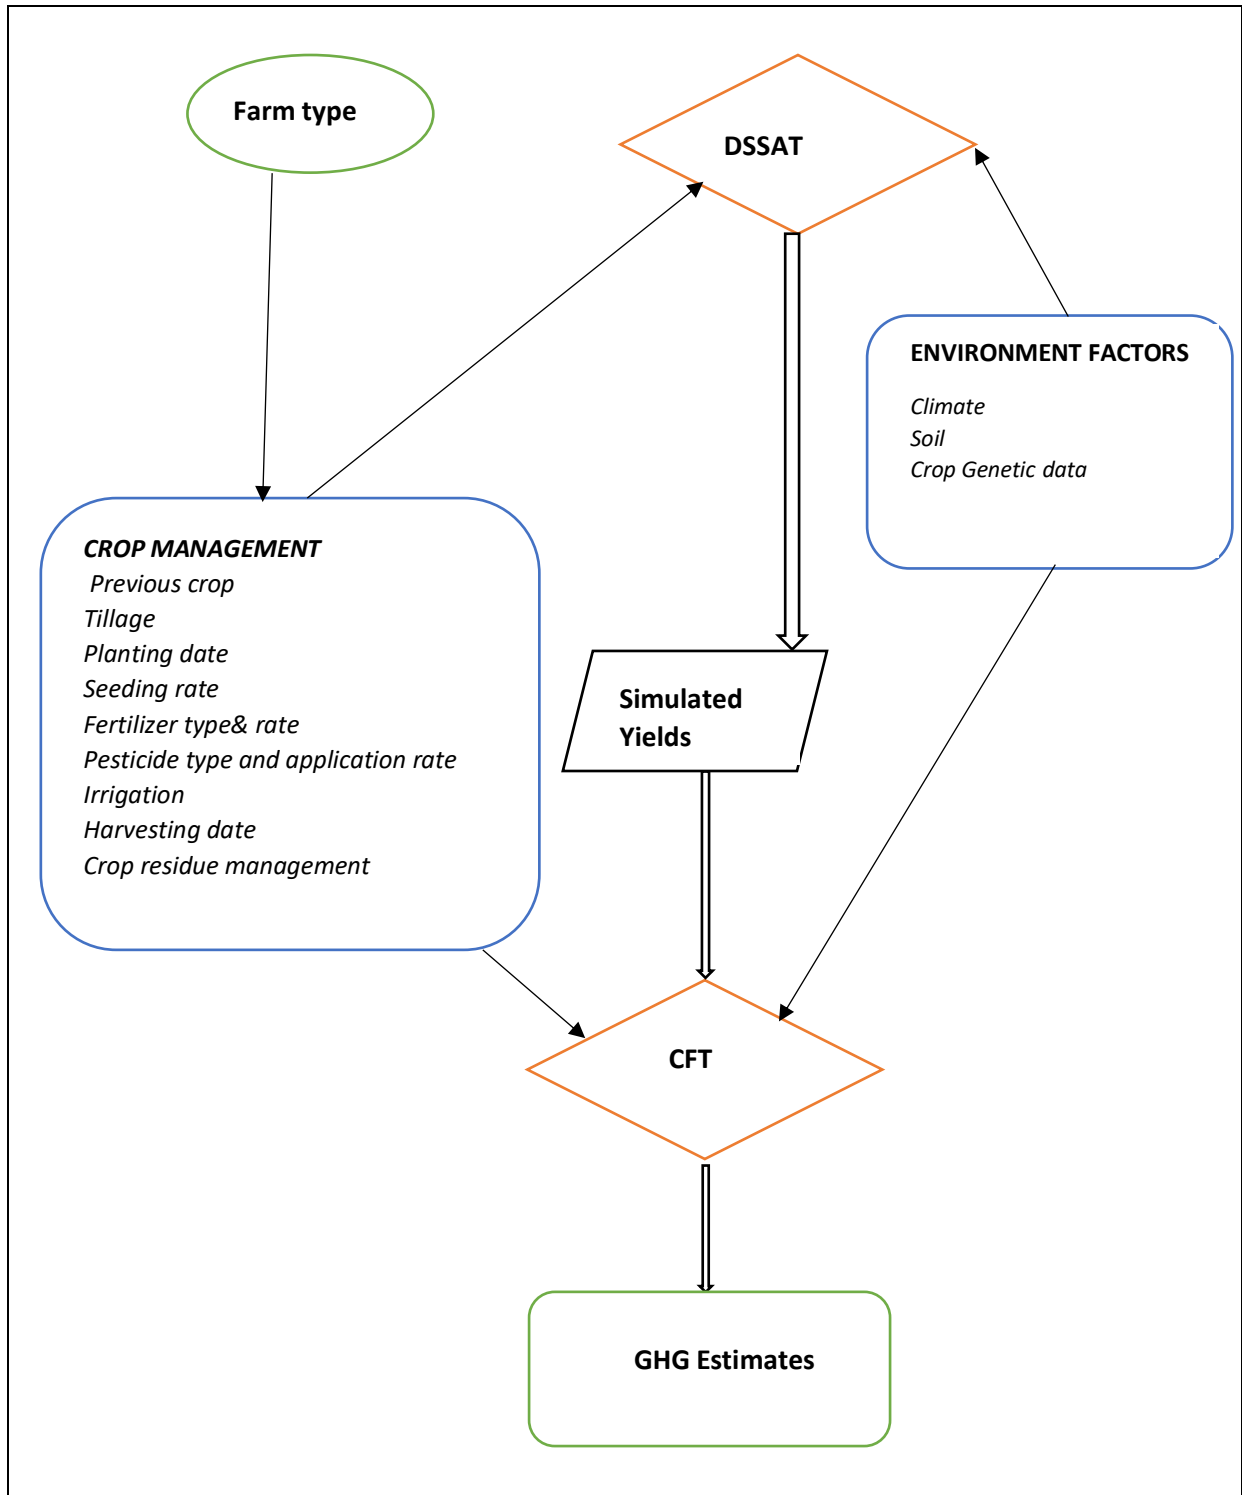 Farm type
DSSAT
ENVIRONMENT FACTORS
Climate
Soil
Crop Genetic data
CROP MANAGEMENT
Previous crop
Tillage
Planting date
Seeding rate
Fertilizer type& rate
Pesticide type and application rate
Irrigation
Harvesting date
Crop residue management
Simulated
Yields
CFT
GHG Estimates